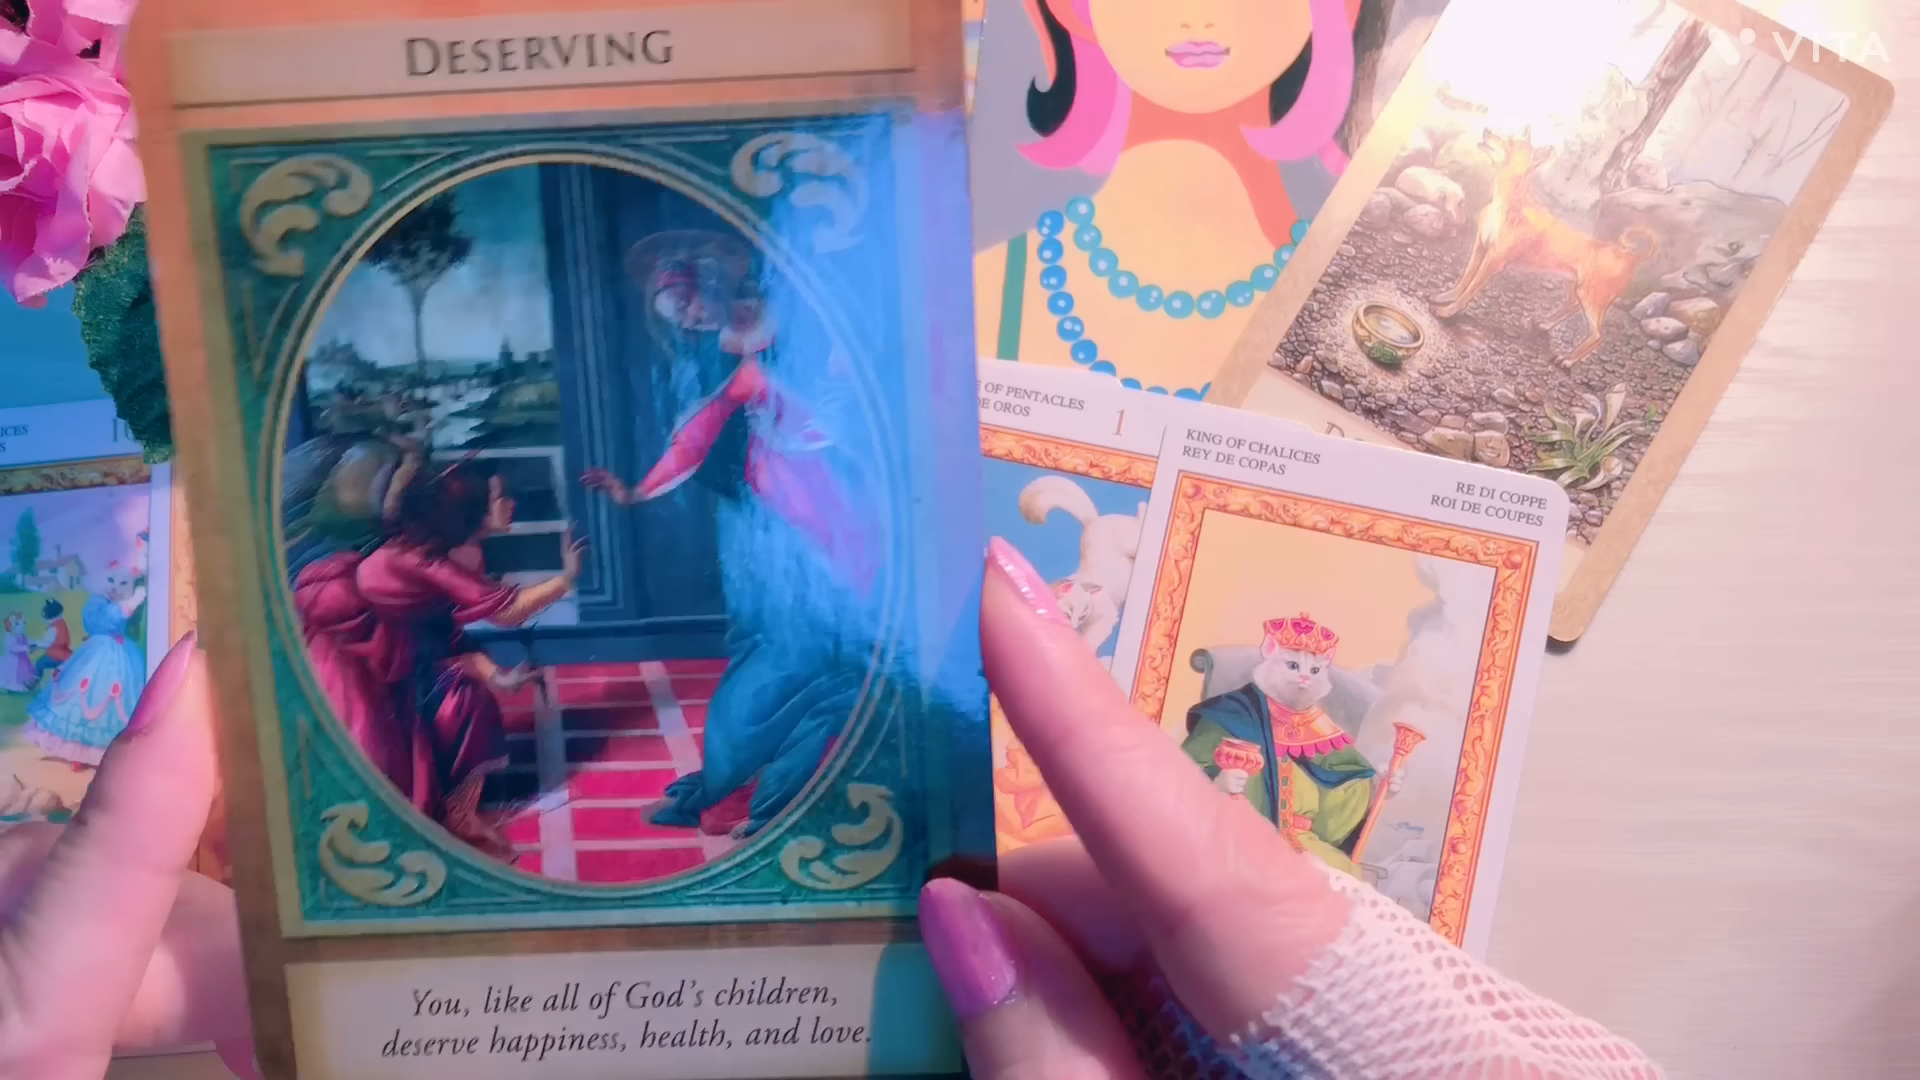 DESERVING
VITA
OF PENTACLES
DE OROS
1
KING OF CHALICES
REY DE COPAS
RE DI COPPE
ROI DE COUPES
You, like all of God's children,
deserve happiness, health, and love.